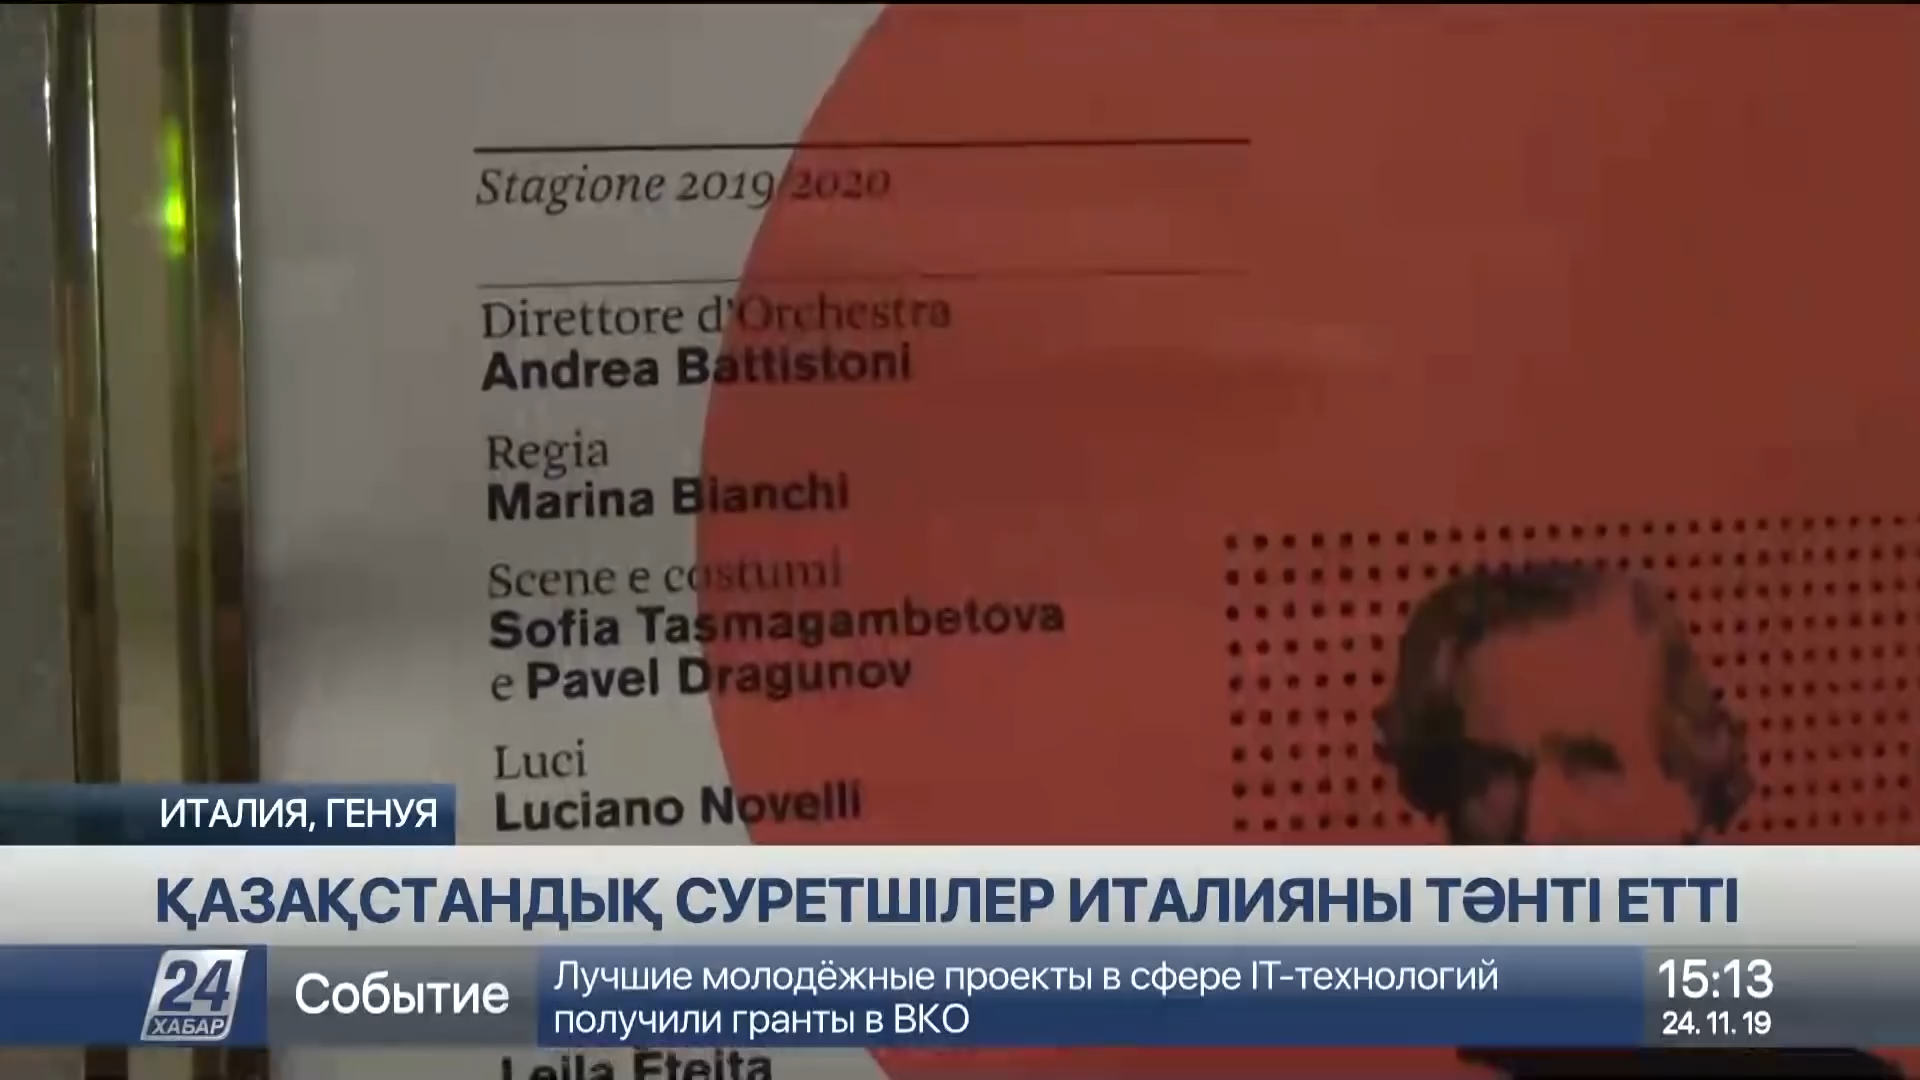 Stagione 2019/2020
Direttore d'Orchestra
Andrea Battistoni
Regia
Marina Bianchi
Scene e costumi
Sofia Tasmagambetova
e Pavel Dragunov
Luci
Luciano Novelli
ИТАЛИЯ, ГЕНУЯ
ҚАЗАҚСТАНДЫҚ СУРЕТШІЛЕР ИТАЛИЯНЫ ТӘНТІ ЕТТІ
24
ХАБАР
Событие
Лучшие молодёжные проекты в сфере IT-технологий
получили гранты в ВКО
15:13
24.11.19
Leila